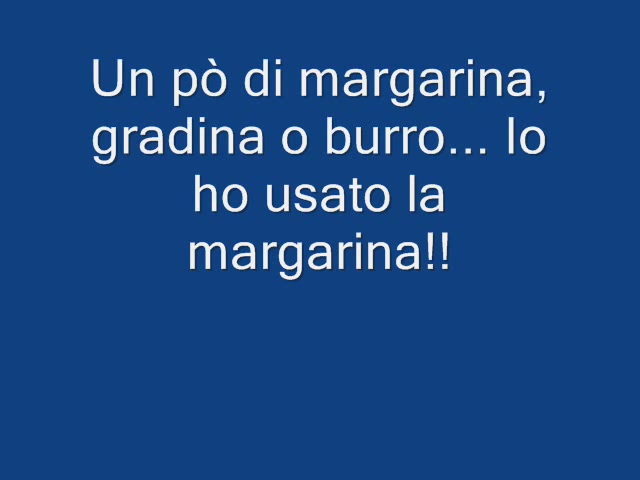 Un pò di margarina,
gradina o burro... Io
ho usato la
margarina!!